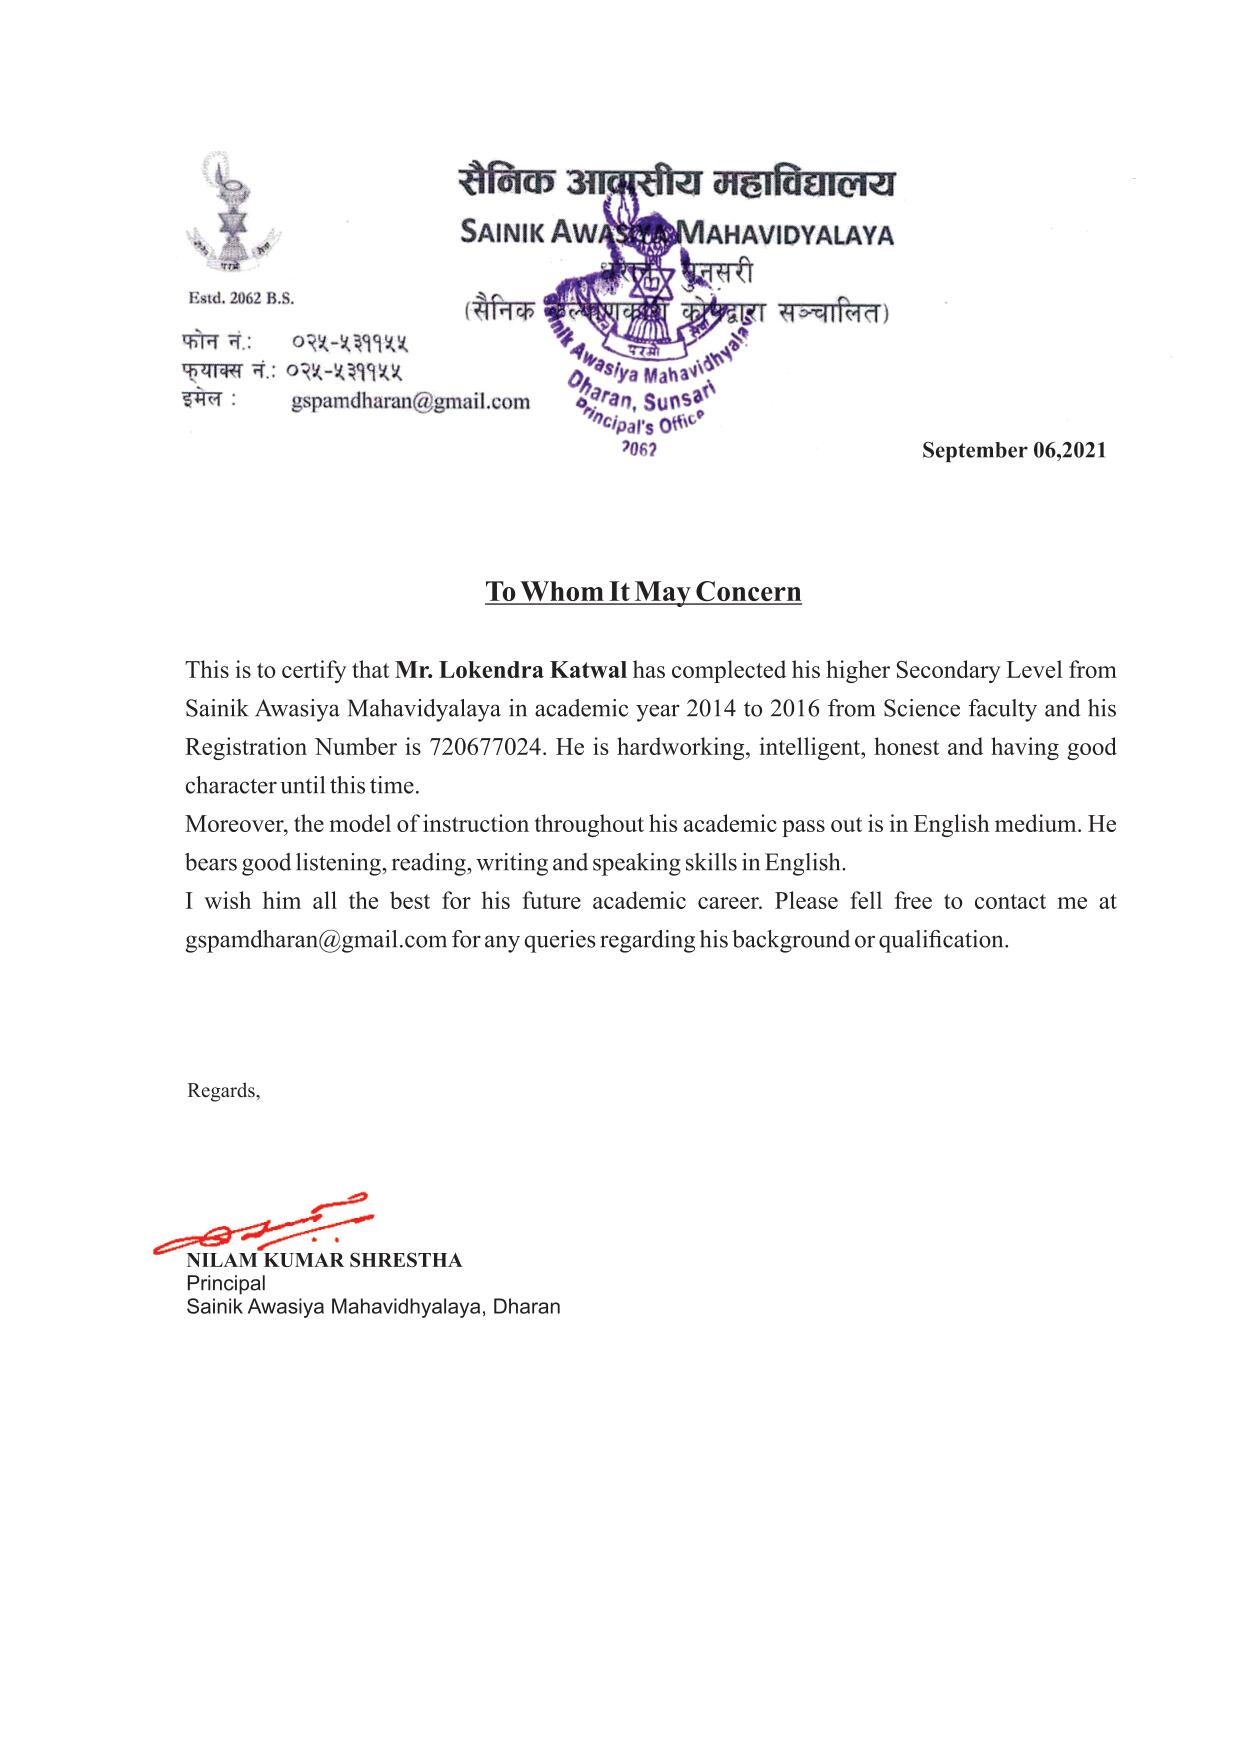 सैनिक आवासीय महाविद्यालय
SAINIK AWASIYA MAHAVIDYALAYA
धरान, सुनसरी
(सैनिक कल्याणकारी कोषद्वारा सञ्चालित)
परमो
सेवा
Estd. 2062 B.S.
फोन नं.: ०२५-५३११५५
फ्याक्स नं.: ०२५-५३११५५
इमेल : gspamdharan@gmail.com
परमो सेवा
Sainik Awasiya Mahavidhyalaya
Dharan, Sunsari
Principal's Office
2062
September 06,2021
To Whom It May Concern
This is to certify that Mr. Lokendra Katwal has complected his higher Secondary Level from
Sainik Awasiya Mahavidyalaya in academic year 2014 to 2016 from Science faculty and his
Registration Number is 720677024. He is hardworking, intelligent, honest and having good
character until this time.
Moreover, the model of instruction throughout his academic pass out is in English medium. He
bears good listening, reading, writing and speaking skills in English.
I wish him all the best for his future academic career. Please fell free to contact me at
gspamdharan@gmail.com for any queries regarding his background or qualification.
Regards,
NILAM KUMAR SHRESTHA
Principal
Sainik Awasiya Mahavidhyalaya, Dharan